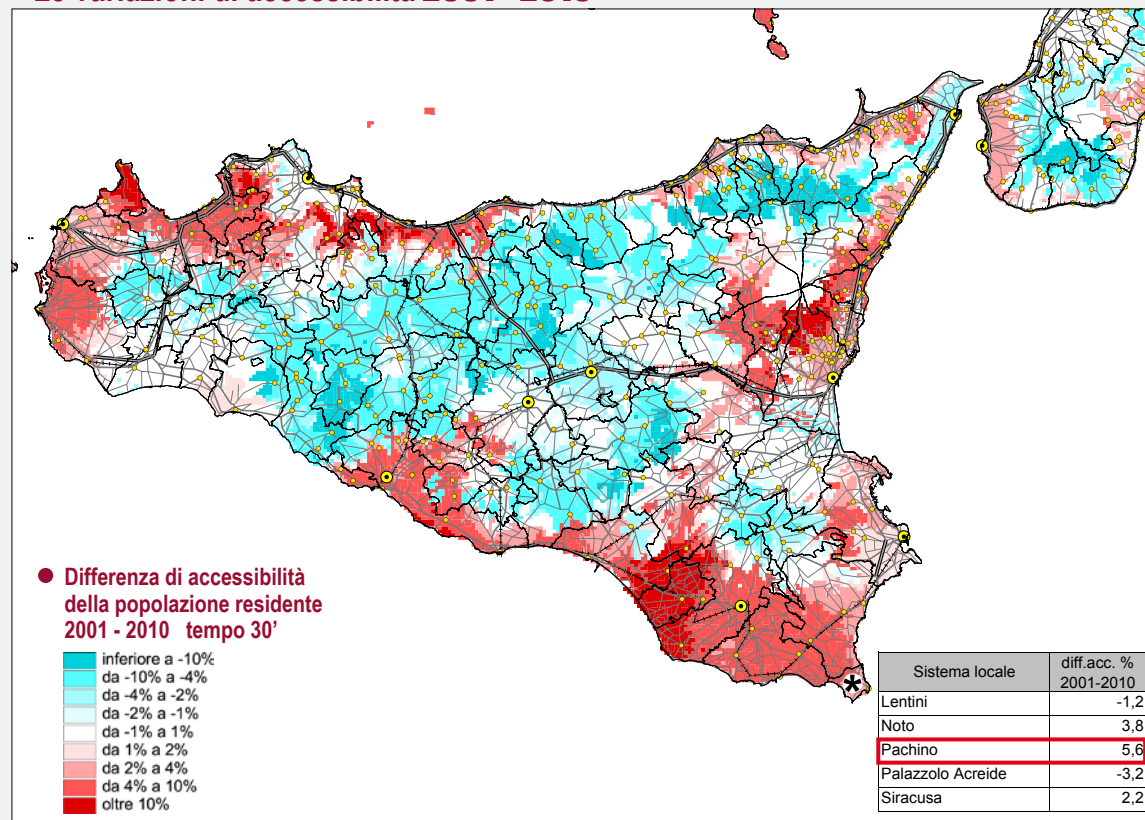 Differenza di accessibilità
della popolazione residente
2001 - 2010 tempo 30'
inferiore a -10%
da -10% a -4%
da -4% a -2%
da -2% a -1%
da -1% a 1%
da 1% a 2%
da 2% a 4%
da 4% a 10%
oltre 10%
Sistema locale diff.acc. % 2001-2010
Lentini -1,2
Noto 3,8
Pachino 5,6
Palazzolo Acreide -3,2
Siracusa 2,2